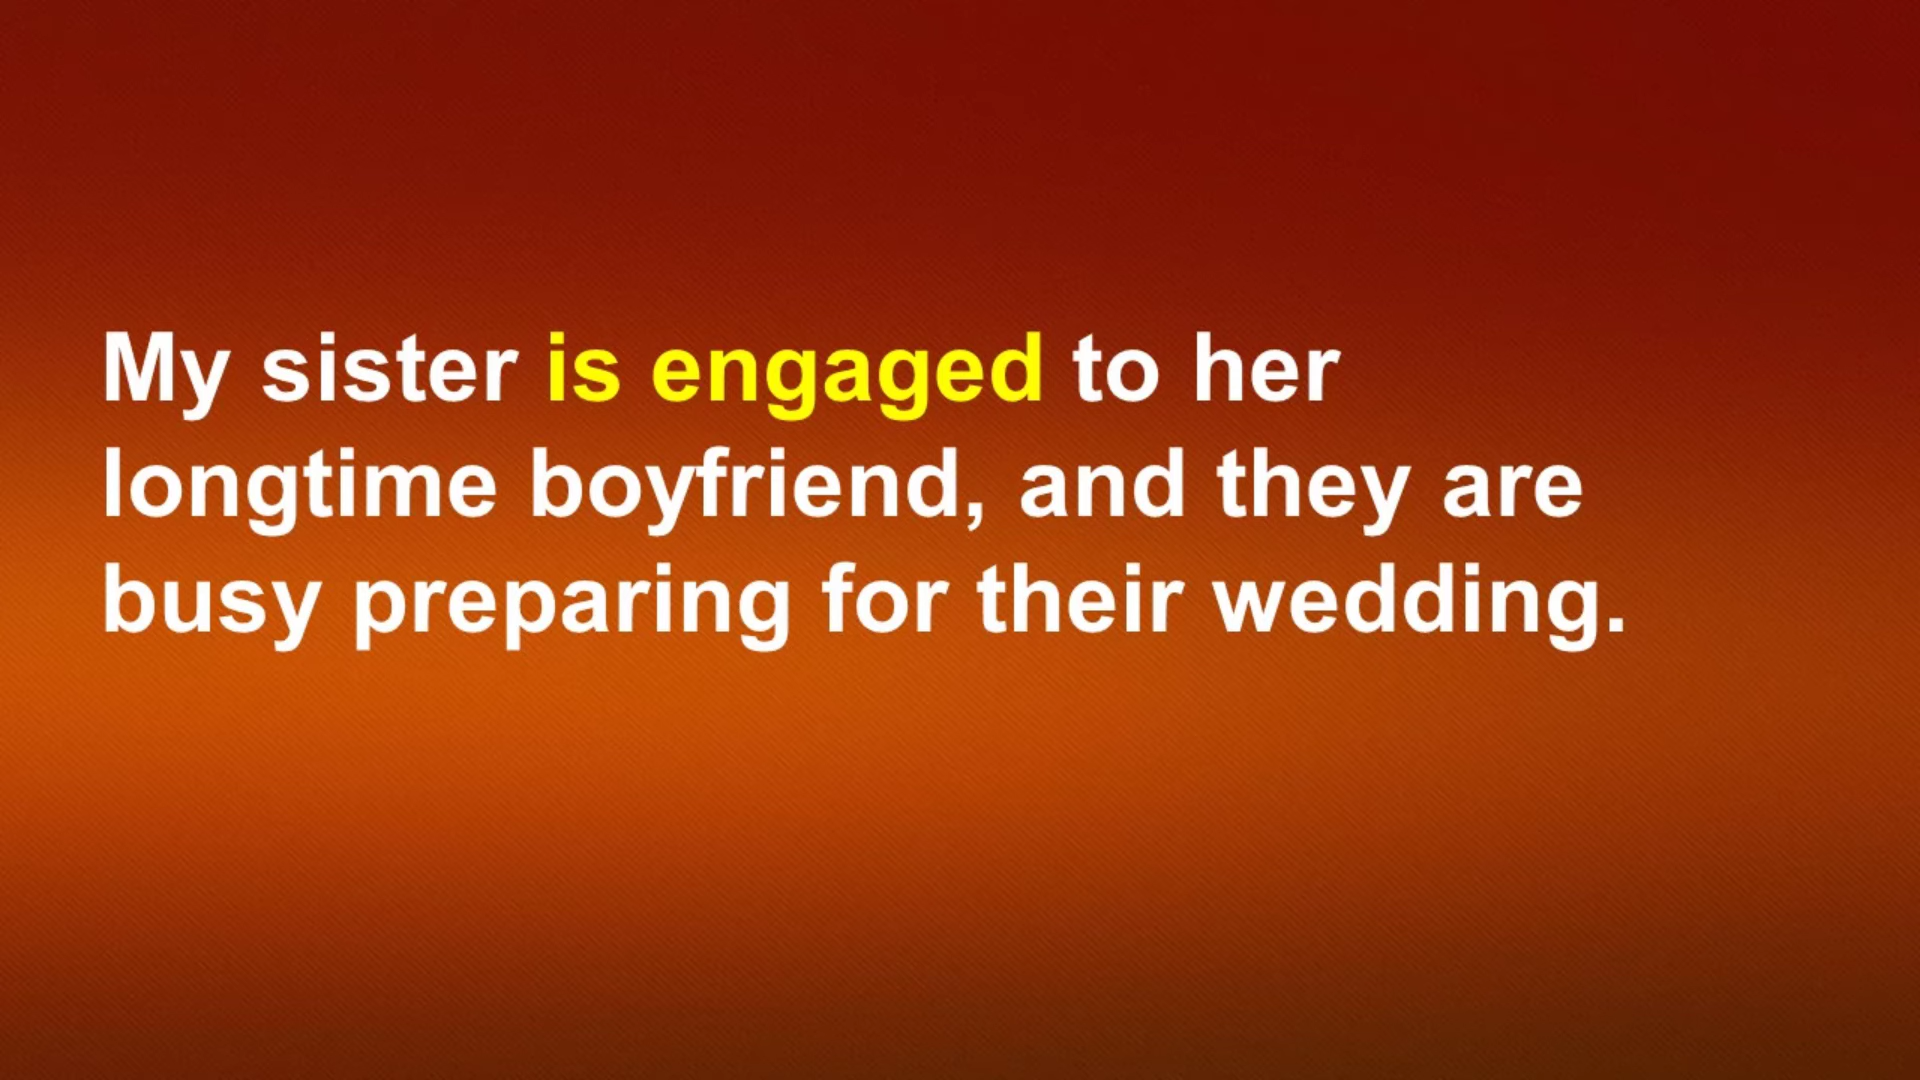 My sister is engaged to her
longtime boyfriend, and they are
busy preparing for their wedding.